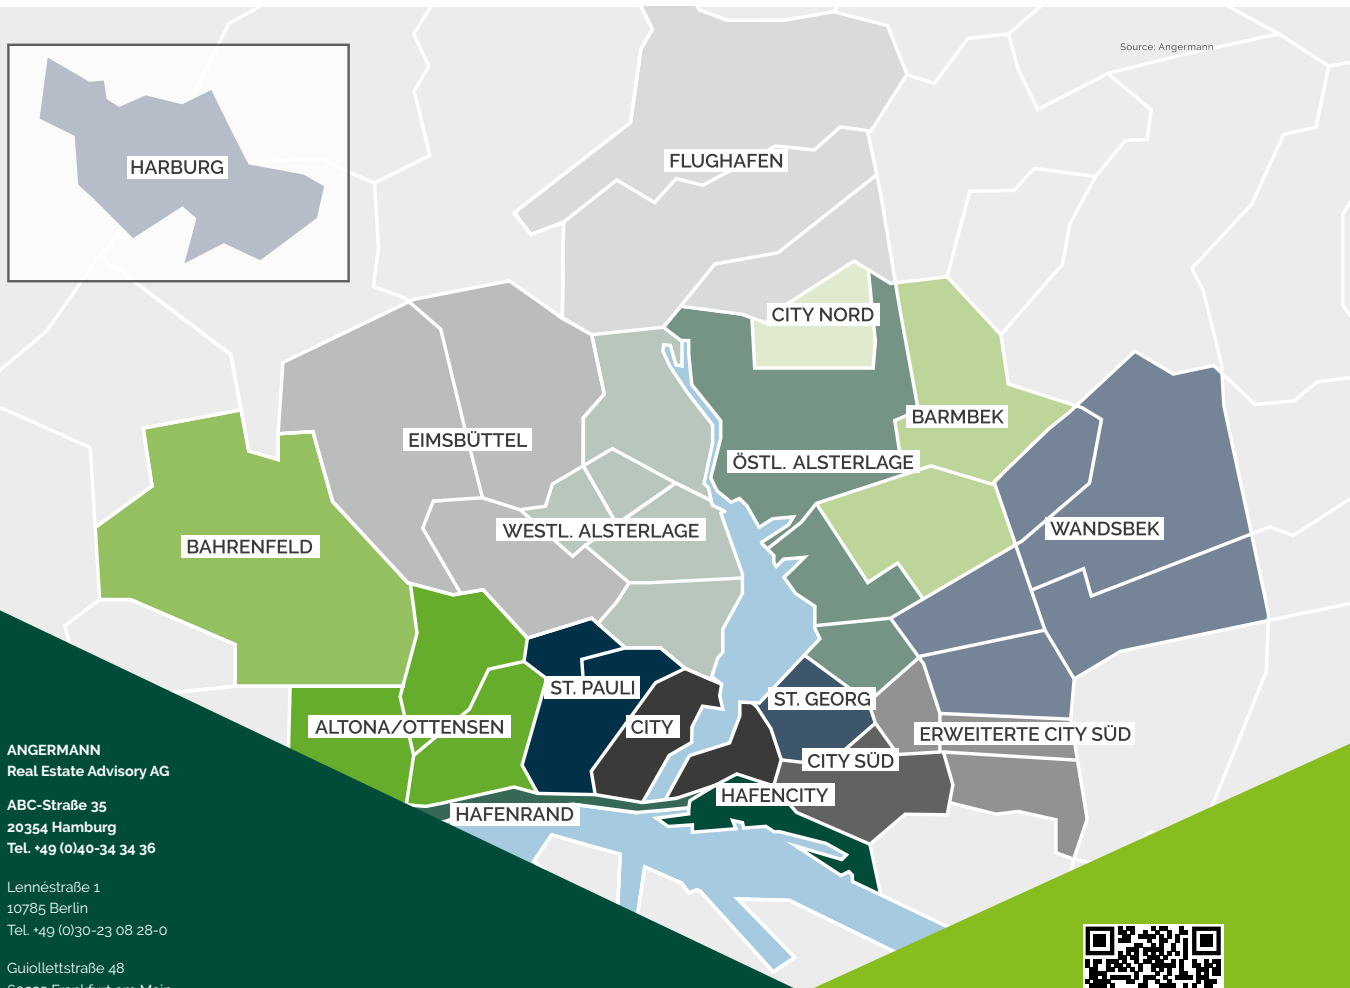 Source: Angermann
HARBURG
FLUGHAFEN
CITY NORD
BARMBEK
EIMSBÜTTEL
ÖSTL. ALSTERLAGE
WESTL. ALSTERLAGE
WANDSBEK
BAHRENFELD
ST. PAULI
ST. GEORG
ALTONA/OTTENSEN
CITY
ERWEITERTE CITY SÜD
CITY SÜD
HAFENCITY
HAFENRAND
ANGERMANN
Real Estate Advisory AG
ABC-Straße 35
20354 Hamburg
Tel. +49 (0)40-34 34 36
Lennéstraße 1
10785 Berlin
Tel. +49 (0)30-23 08 28-0
Guiollettstraße 48